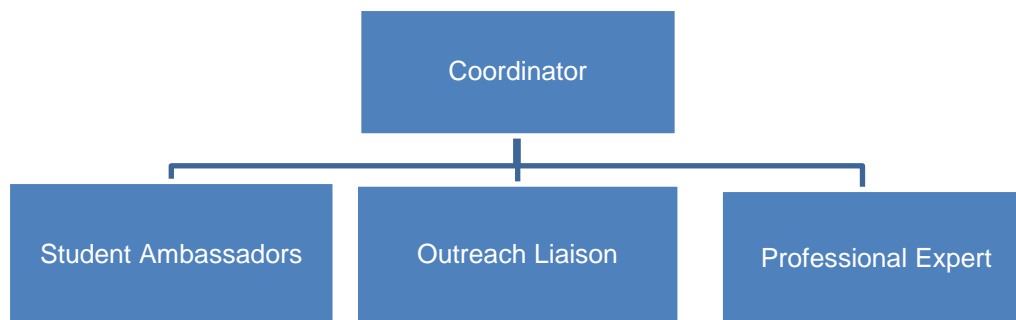 Coordinator
Student Ambassadors
Outreach Liaison
Professional Expert